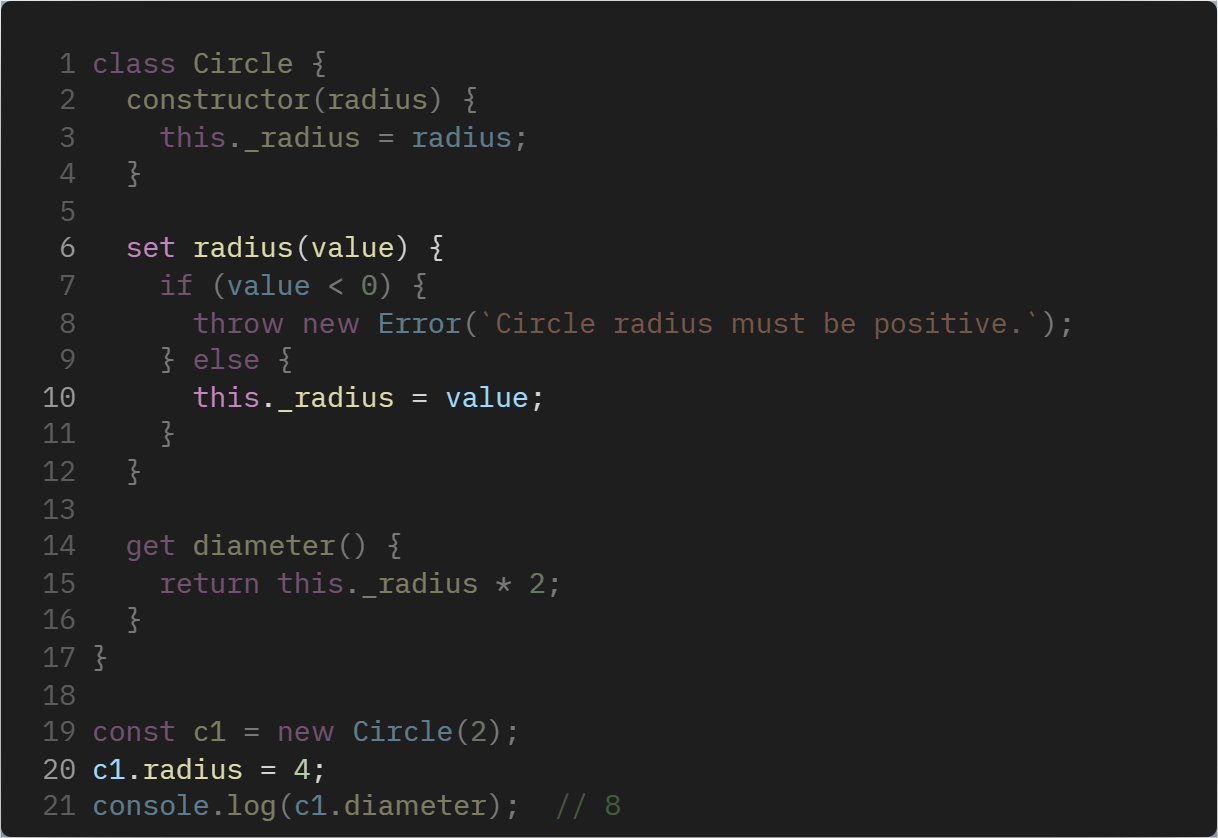 1 class Circle {
2   constructor(radius) {
3     this._radius = radius;
4   }
5
6   set radius(value) {
7     if (value < 0) {
8       throw new Error(`Circle radius must be positive.`);
9     } else {
10       this._radius = value;
11     }
12   }
13
14   get diameter() {
15     return this._radius * 2;
16   }
17 }
18
19 const c1 = new Circle(2);
20 c1.radius = 4;
21 console.log(c1.diameter);  // 8